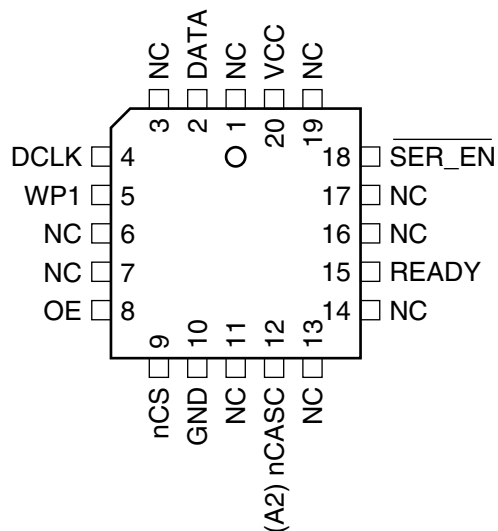 NC
DATA
NC
VCC
NC
3
2
1
20
19
DCLK 4
WP1 5
NC 6
NC 7
OE 8
18 SER_EN
17 NC
16 NC
15 READY
14 NC
9
10
11
12
13
nCS
GND
NC
(A2) nCASC
NC